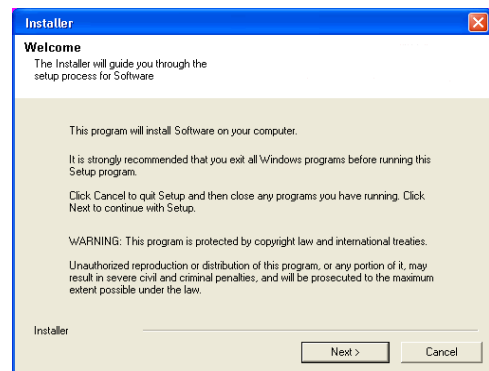 Installer
Welcome
The Installer will guide you through the
setup process for Software
This program will install Software on your computer.
It is strongly recommended that you exit all Windows programs before running this
Setup program.
Click Cancel to quit Setup and then close any programs you have running. Click
Next to continue with Setup.
WARNING: This program is protected by copyright law and international treaties.
Unauthorized reproduction or distribution of this program, or any portion of it, may
result in severe civil and criminal penalties, and will be prosecuted to the maximum
extent possible under the law.
Installer
Next >
Cancel